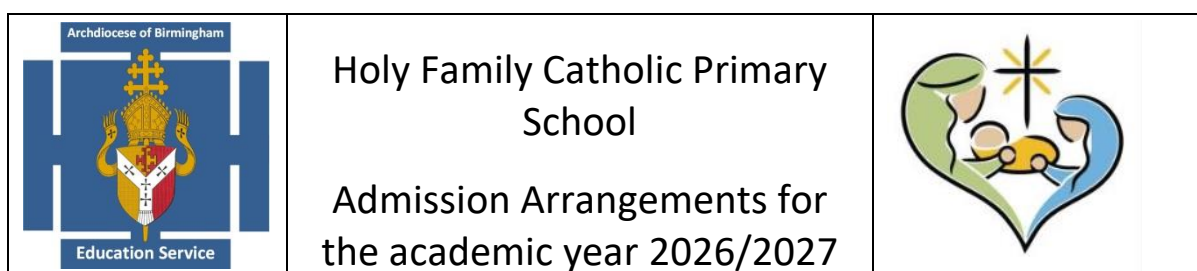 Archdiocese of Birmingham
Education Service
Holy Family Catholic Primary
School
Admission Arrangements for
the academic year 2026/2027